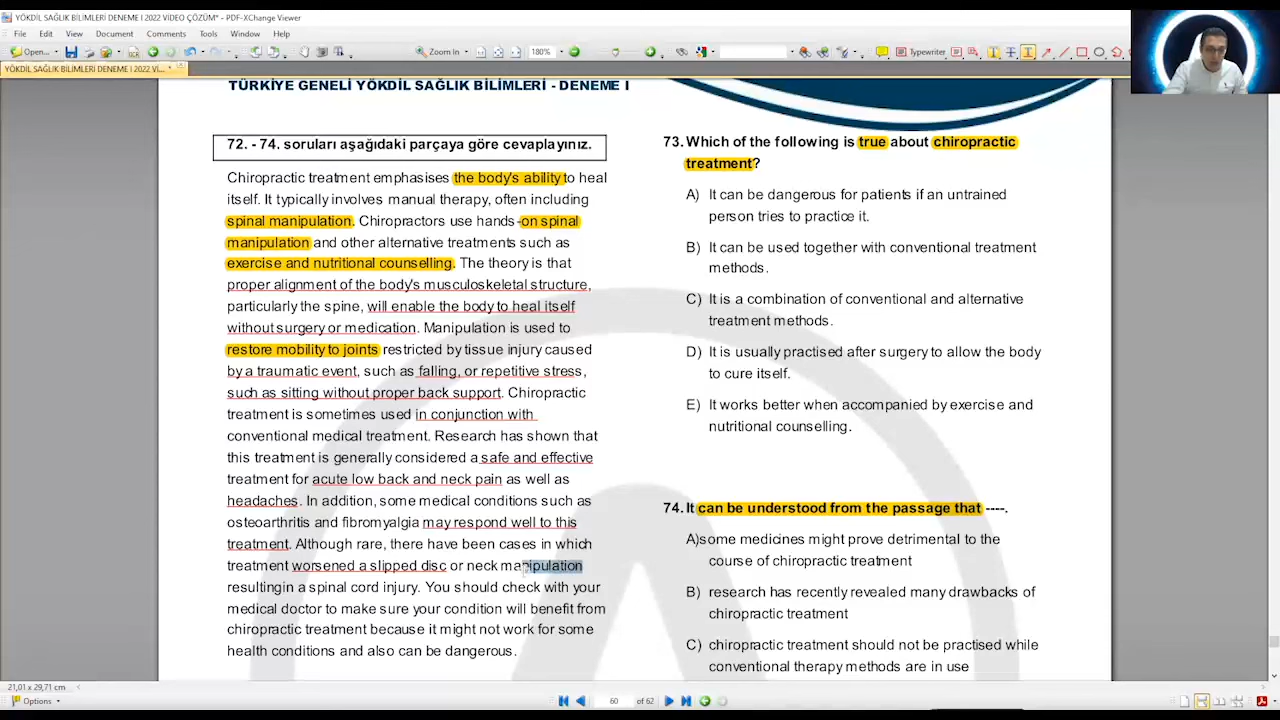 YÖKDİL SAĞLIK BİLİMLERİ DENEME I 2022 VİDEO ÇÖZÜM* - PDF-XChange Viewer
File Edit View Document Comments Tools Window Help
Open... Zoom In 180% Typewriter
YÖKDİL SAĞLIK BİLİMLERİ DENEME I 2022 Vİ... *
TÜRKİYE GENELİ YÖKDİL SAĞLIK BİLİMLERİ - DENEME I
72. - 74. soruları aşağıdaki parçaya göre cevaplayınız.
Chiropractic treatment emphasises the body's ability to heal
itself. It typically involves manual therapy, often including
spinal manipulation. Chiropractors use hands-on spinal
manipulation and other alternative treatments such as
exercise and nutritional counselling. The theory is that
proper alignment of the body's musculoskeletal structure,
particularly the spine, will enable the body to heal itself
without surgery or medication. Manipulation is used to
restore mobility to joints restricted by tissue injury caused
by a traumatic event, such as falling, or repetitive stress,
such as sitting without proper back support. Chiropractic
treatment is sometimes used in conjunction with
conventional medical treatment. Research has shown that
this treatment is generally considered a safe and effective
treatment for acute low back and neck pain as well as
headaches. In addition, some medical conditions such as
osteoarthritis and fibromyalgia may respond well to this
treatment. Although rare, there have been cases in which
treatment worsened a slipped disc or neck manipulation
resultingin a spinal cord injury. You should check with your
medical doctor to make sure your condition will benefit from
chiropractic treatment because it might not work for some
health conditions and also can be dangerous.
73. Which of the following is true about chiropractic
treatment?
A) It can be dangerous for patients if an untrained
person tries to practice it.
B) It can be used together with conventional treatment
methods.
C) It is a combination of conventional and alternative
treatment methods.
D) It is usually practised after surgery to allow the body
to cure itself.
E) It works better when accompanied by exercise and
nutritional counselling.
74. It can be understood from the passage that ----.
A)some medicines might prove detrimental to the
course of chiropractic treatment
B) research has recently revealed many drawbacks of
chiropractic treatment
C) chiropractic treatment should not be practised while
conventional therapy methods are in use
21,01 x 29,71 cm
Options 60 of 62